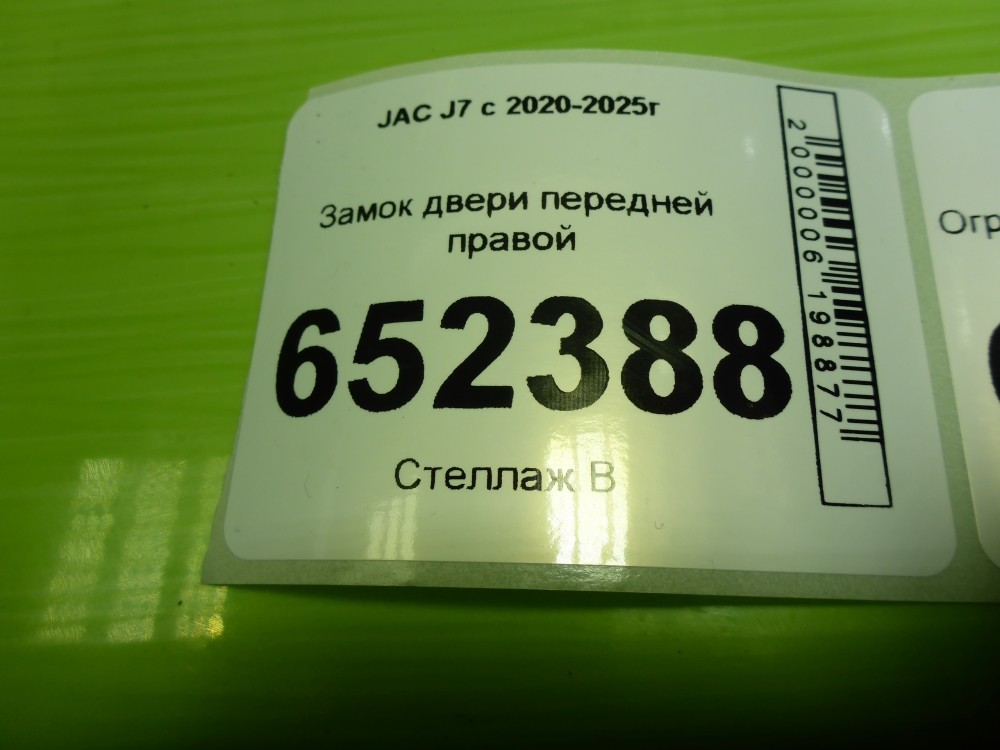 JAC J7 с 2020-2025г
Замок двери передней
правой
652388
Стеллаж В
2000006198877
Огр